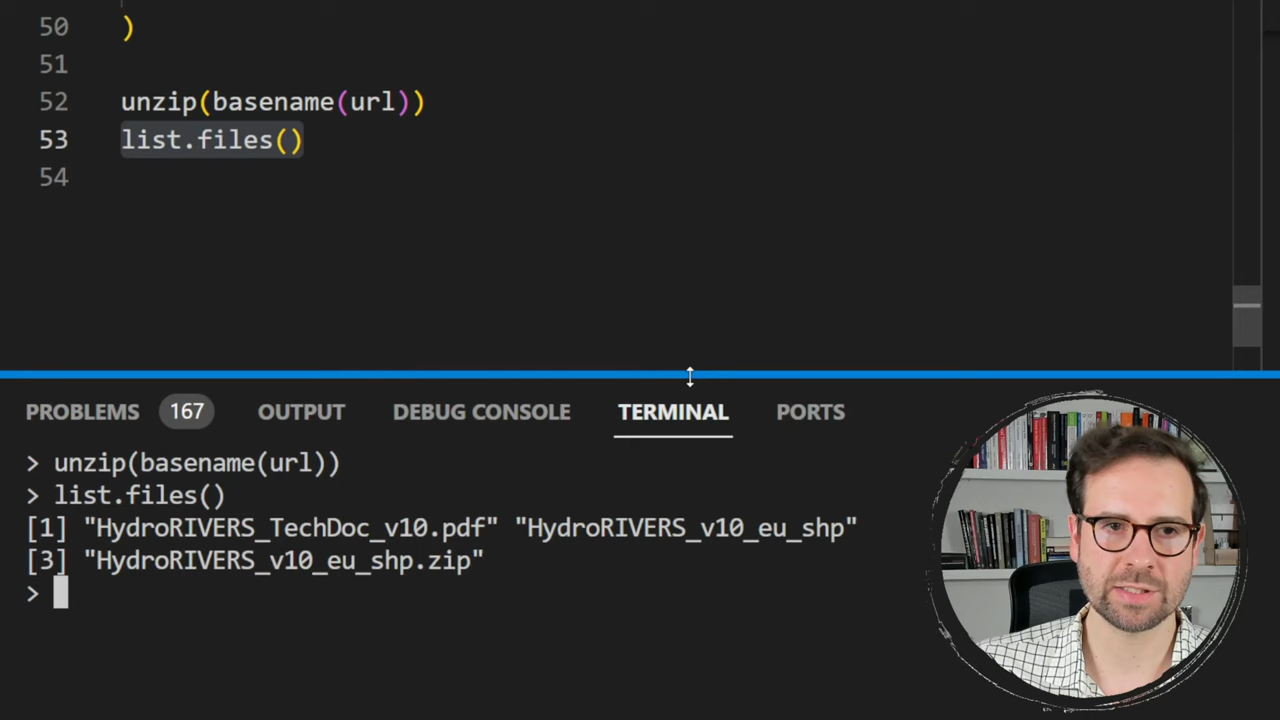 50 )
51
52 unzip(basename(url))
53 list.files()
54
PROBLEMS 167 OUTPUT DEBUG CONSOLE TERMINAL PORTS
> unzip(basename(url))
> list.files()
[1] "HydroRIVERS_TechDoc_v10.pdf" "HydroRIVERS_v10_eu_shp"
[3] "HydroRIVERS_v10_eu_shp.zip"
>